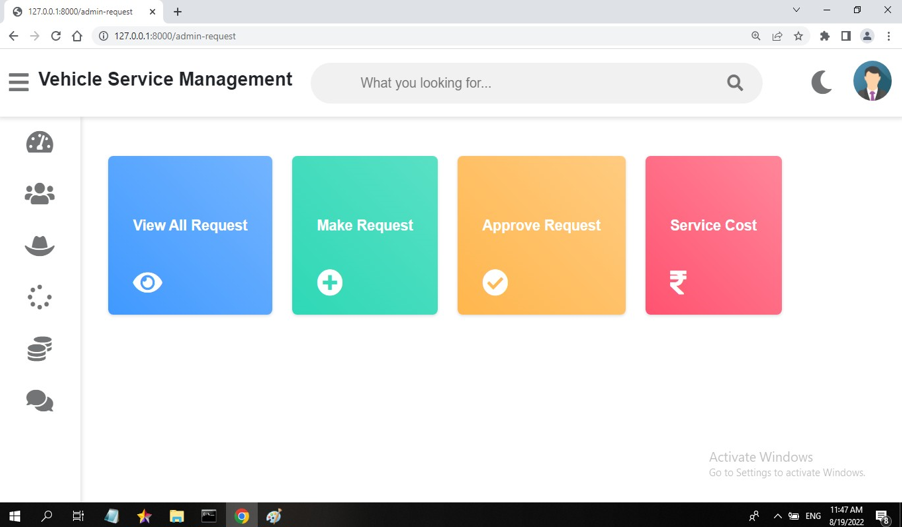 127.0.0.1:8000/admin-request
127.0.0.1:8000/admin-request
Vehicle Service Management
What you looking for...
View All Request
Make Request
Approve Request
Service Cost
Activate Windows
Go to Settings to activate Windows.
ENG
11:47 AM
8/19/2022
8